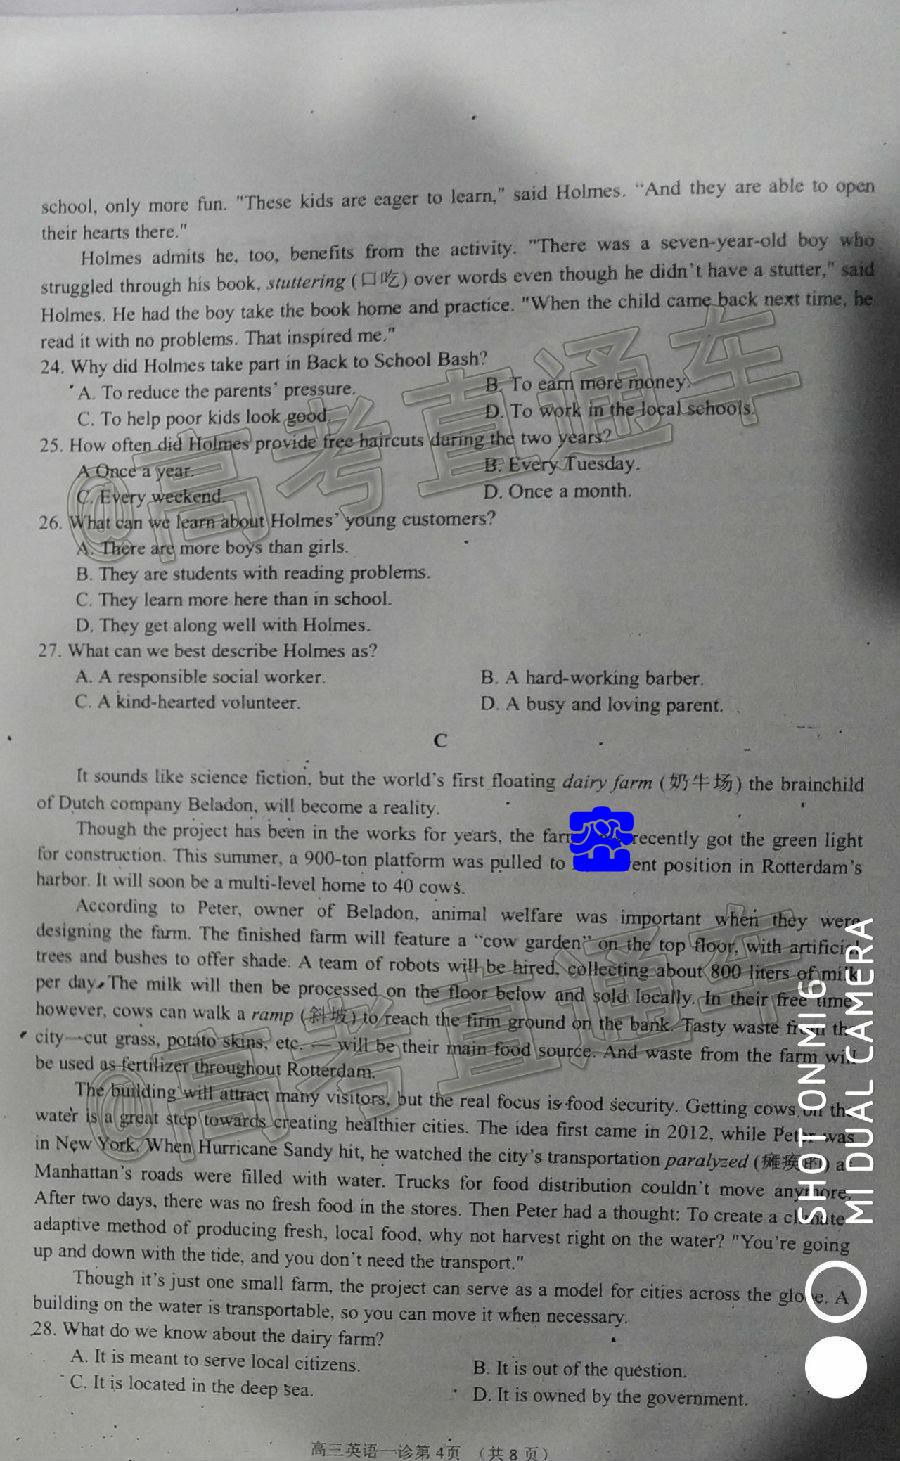 school, only more fun. "These kids are eager to learn," said Holmes. "And they are able to open
their hearts there."
Holmes admits he, too, benefits from the activity. "There was a seven-year-old boy who
struggled through his book, stuttering (口吃) over words even though he didn't have a stutter," said
Holmes. He had the boy take the book home and practice. "When the child came back next time, he
read it with no problems. That inspired me."
24. Why did Holmes take part in Back to School Bash?
A. To reduce the parents' pressure. B. To earn more money.
C. To help poor kids look good. D. To work in the local schools.
25. How often did Holmes provide free haircuts during the two years?
A Once a year. B. Every Tuesday.
C. Every weekend. D. Once a month.
26. What can we learn about Holmes' young customers?
A. There are more boys than girls.
B. They are students with reading problems.
C. They learn more here than in school.
D. They get along well with Holmes.
27. What can we best describe Holmes as?
A. A responsible social worker. B. A hard-working barber.
C. A kind-hearted volunteer. D. A busy and loving parent.
C
It sounds like science fiction, but the world's first floating dairy farm (奶牛场) the brainchild
of Dutch company Beladon, will become a reality.
Though the project has been in the works for years, the recently got the green light
for construction. This summer, a 900-ton platform was pulled to position in Rotterdam's
harbor. It will soon be a multi-level home to 40 cows.
According to Peter, owner of Beladon, animal welfare was important when they were
designing the farm. The finished farm will feature a "cow garden" on the top floor, with artificial
trees and bushes to offer shade. A team of robots will be hired, collecting about 800 liters of milk
per day. The milk will then be processed on the floor below and sold locally. In their free time,
however, cows can walk a ramp (斜坡) to reach the firm ground on the bank. Tasty waste from the
city—cut grass, potato skins, etc. — will be their main food source. And waste from the farm will
be used as fertilizer throughout Rotterdam.
The building will attract many visitors, but the real focus is food security. Getting cows on the
water is a great step towards creating healthier cities. The idea first came in 2012, while Peter was
in New York. When Hurricane Sandy hit, he watched the city's transportation paralyzed (瘫痪的) as
Manhattan's roads were filled with water. Trucks for food distribution couldn't move anymore.
After two days, there was no fresh food in the stores. Then Peter had a thought: To create a climate-
adaptive method of producing fresh, local food, why not harvest right on the water? "You're going
up and down with the tide, and you don't need the transport."
Though it's just one small farm, the project can serve as a model for cities across the globe. A
building on the water is transportable, so you can move it when necessary.
28. What do we know about the dairy farm?
A. It is meant to serve local citizens. B. It is out of the question.
C. It is located in the deep sea. D. It is owned by the government.
高三英语一诊第4页 (共8页)
@高考直通车
@高考直通车
SHOT ON MI 6
MI DUAL CAMERA